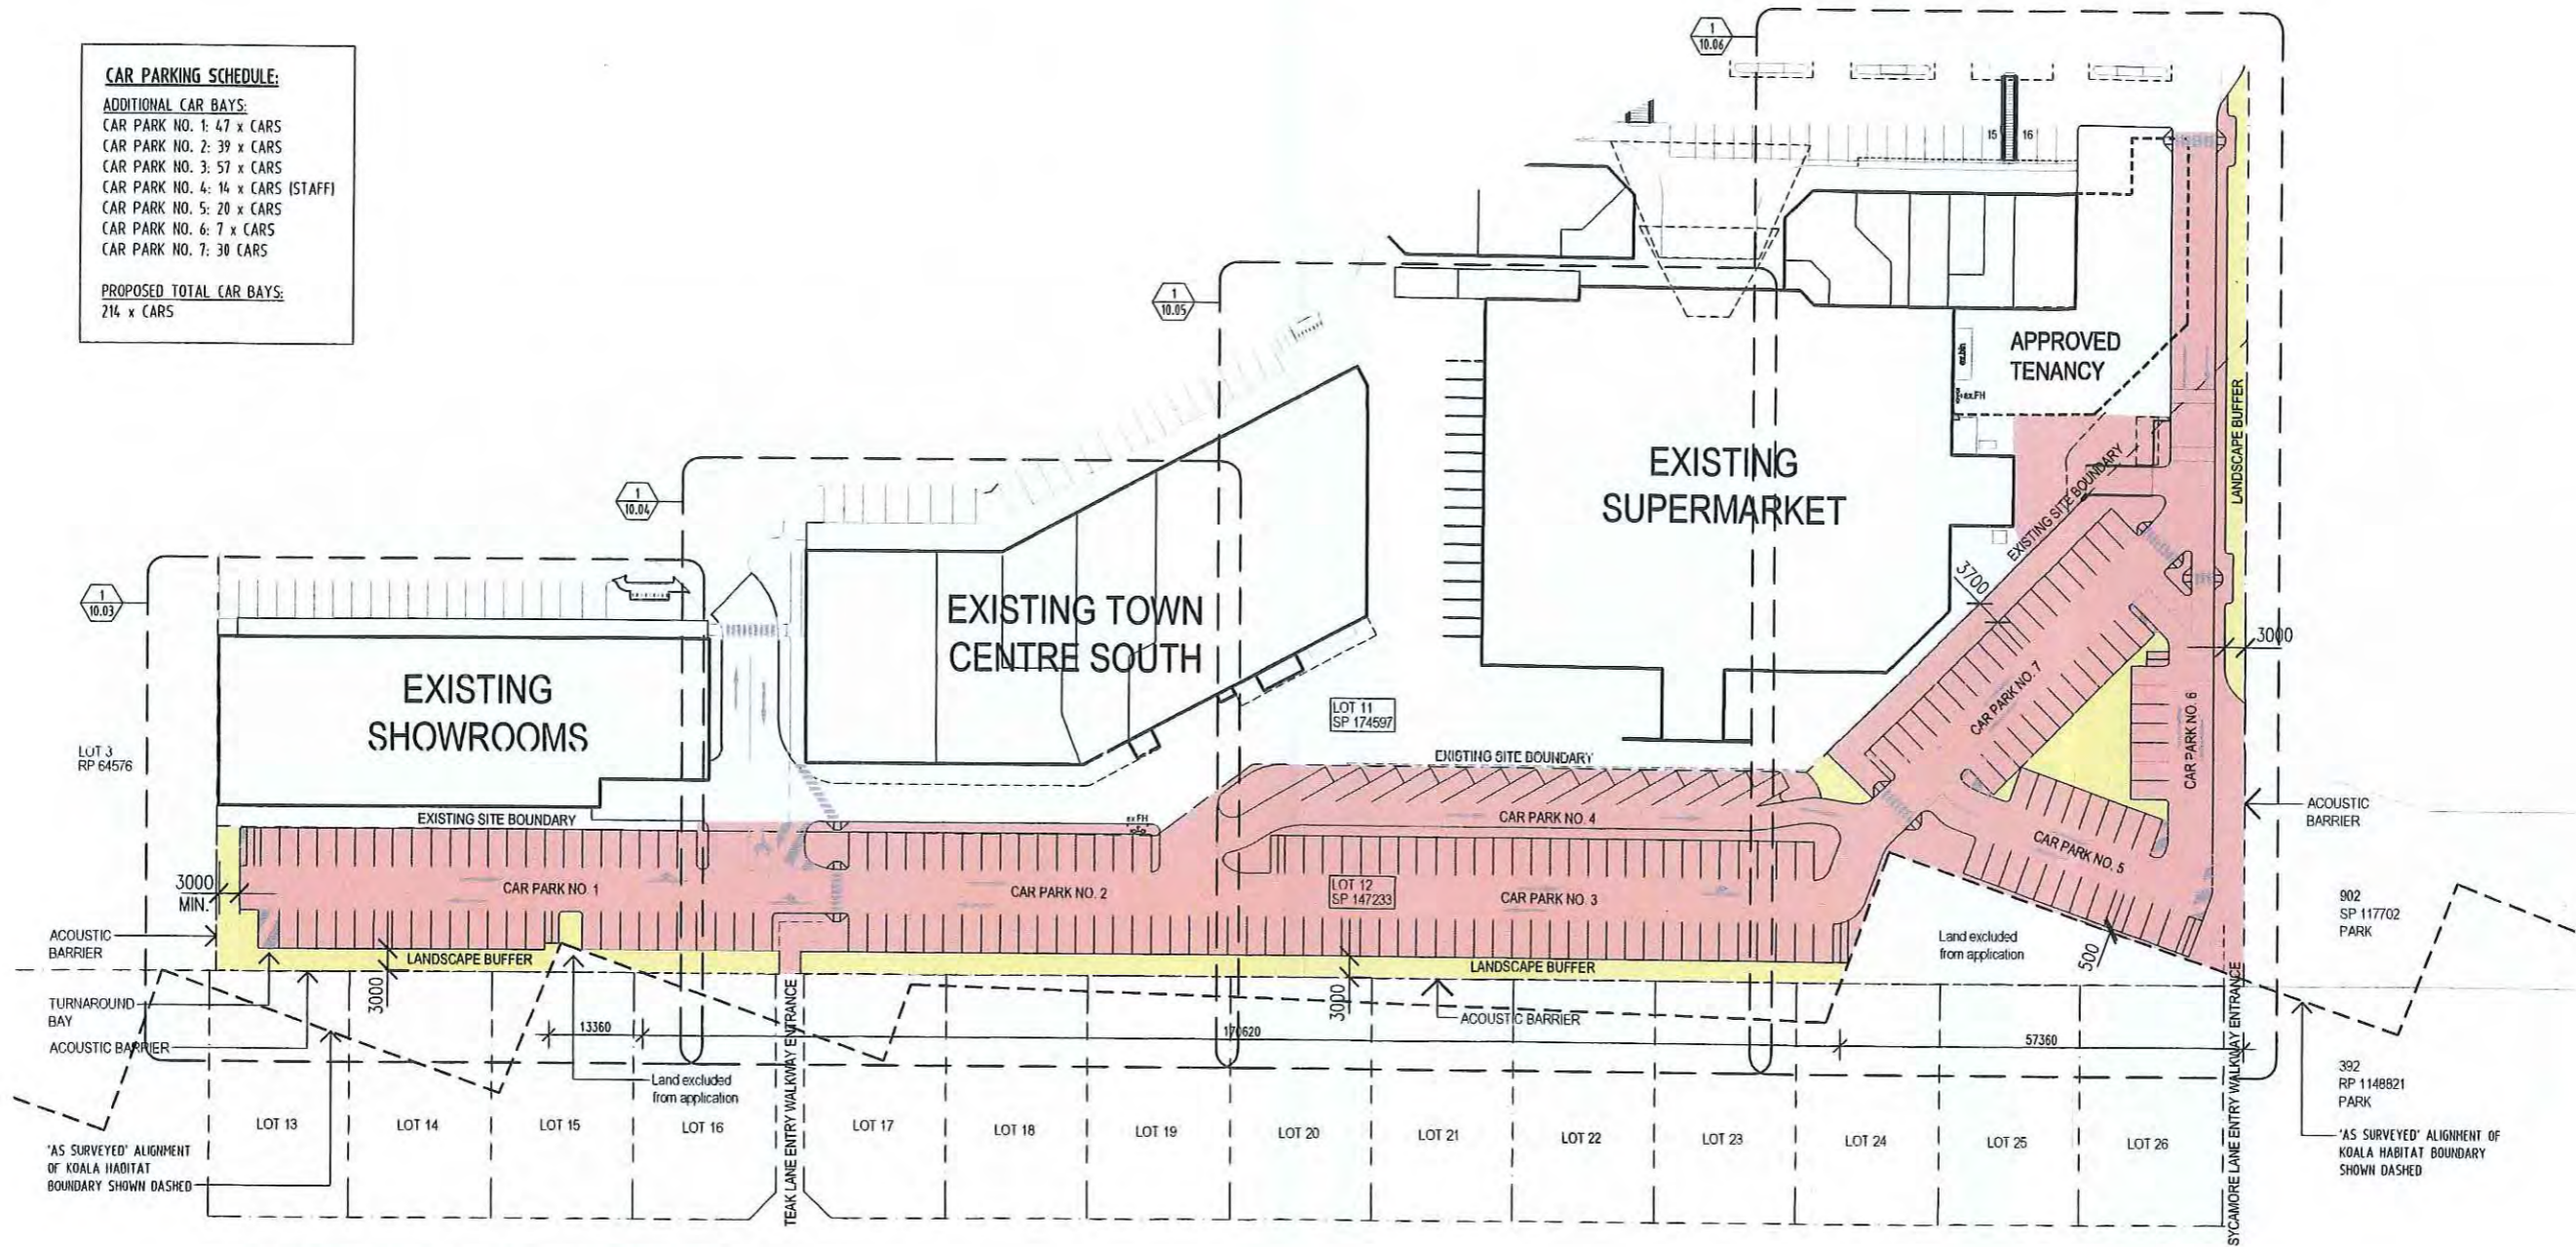 CAR PARKING SCHEDULE:
ADDITIONAL CAR BAYS:
CAR PARK NO. 1: 47 x CARS
CAR PARK NO. 2: 39 x CARS
CAR PARK NO. 3: 57 x CARS
CAR PARK NO. 4: 14 x CARS (STAFF)
CAR PARK NO. 5: 20 x CARS
CAR PARK NO. 6: 7 x CARS
CAR PARK NO. 7: 30 CARS
PROPOSED TOTAL CAR BAYS:
214 x CARS
1
10.06
15
16
1
10.05
APPROVED
TENANCY
ex.bin
ex.FH
LANDSCAPE BUFFER
EXISTING
SUPERMARKET
EXISTING SITE BOUNDARY
1
10.04
3700
1
10.03
EXISTING TOWN
CENTRE SOUTH
3000
EXISTING
SHOWROOMS
LOT 11
SP 174597
CAR PARK NO. 7
CAR PARK NO. 6
LOT 3
RP 64576
EXISTING SITE BOUNDARY
ACOUSTIC
BARRIER
EXISTING SITE BOUNDARY
ex FH
CAR PARK NO. 4
CAR PARK NO. 5
3000
MIN.
CAR PARK NO. 1
CAR PARK NO. 2
LOT 12
SP 147233
CAR PARK NO. 3
902
SP 117702
PARK
ACOUSTIC
BARRIER
LANDSCAPE BUFFER
LANDSCAPE BUFFER
Land excluded
from application
500
TURNAROUND
BAY
3000
3000
ACOUSTIC BARRIER
ACOUSTIC BARRIER
13360
170620
57360
Land excluded
from application
392
RP 1148821
PARK
LOT 13
LOT 14
LOT 15
LOT 16
TEAK LANE ENTRY WALKWAY ENTRANCE
LOT 17
LOT 18
LOT 19
LOT 20
LOT 21
LOT 22
LOT 23
LOT 24
LOT 25
LOT 26
SYCAMORE LANE ENTRY WALKWAY ENTRANCE
'AS SURVEYED' ALIGNMENT
OF KOALA HABITAT
BOUNDARY SHOWN DASHED
'AS SURVEYED' ALIGNMENT OF
KOALA HABITAT BOUNDARY
SHOWN DASHED